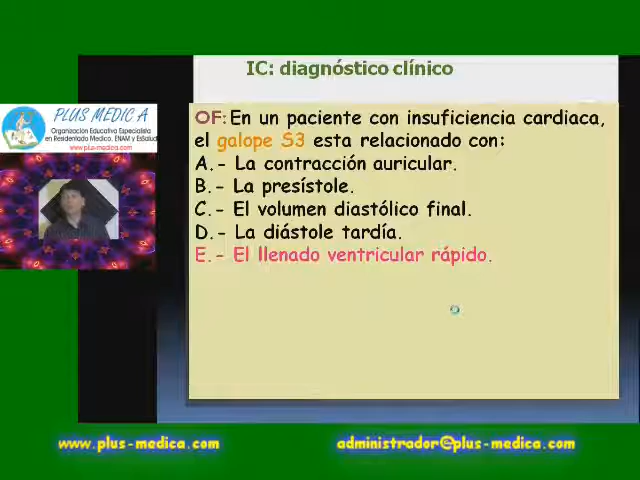 IC: diagnóstico clínico
PLUS MEDIC A
Organización Educativa Especialista
en Residentado Medico, ENAM y EsSalud
www.plus-medica.com
OF: En un paciente con insuficiencia cardiaca,
el galope S3 esta relacionado con:
A.- La contracción auricular.
B.- La presístole.
C.- El volumen diastólico final.
D.- La diástole tardía.
E.- El llenado ventricular rápido.
www.plus-medica.com
administrador@plus-medica.com